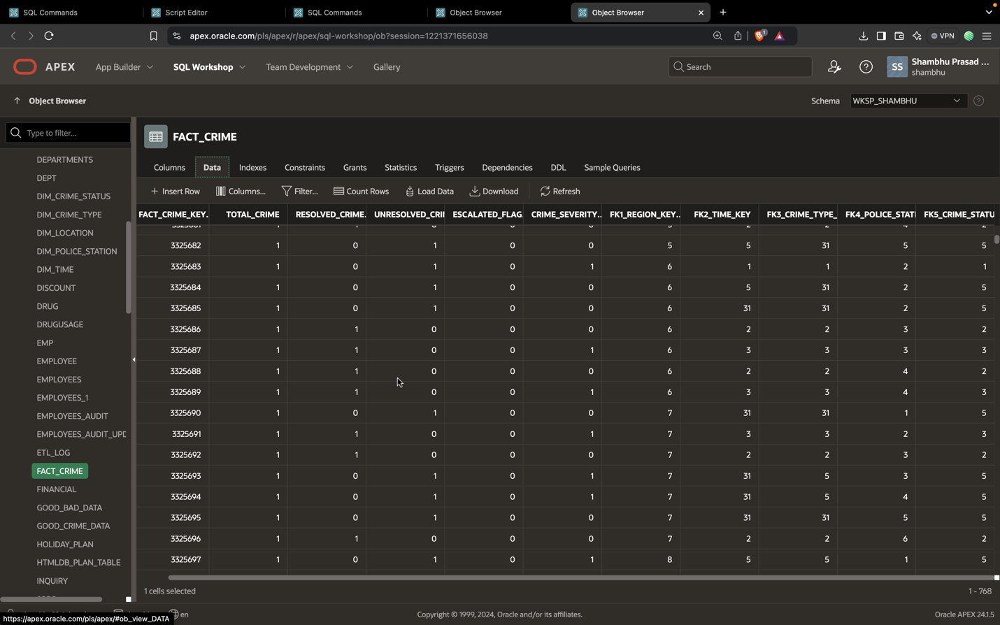 SQL Commands
Script Editor
SQL Commands
Object Browser
Object Browser
apex.oracle.com/pls/apex/r/apex/sql-workshop/ob?session=1221371656038
1
VPN
APEX
App Builder
SQL Workshop
Team Development
Gallery
Search
SS
Shambhu Prasad ...
shambhu
Object Browser
Schema
WKSP_SHAMBHU
Type to filter...
DEPARTMENTS
DEPT
DIM_CRIME_STATUS
DIM_CRIME_TYPE
DIM_LOCATION
DIM_POLICE_STATION
DIM_TIME
DISCOUNT
DRUG
DRUGUSAGE
EMP
EMPLOYEE
EMPLOYEES
EMPLOYEES_1
EMPLOYEES_AUDIT
EMPLOYEES_AUDIT_UPD
ETL_LOG
FACT_CRIME
FINANCIAL
GOOD_BAD_DATA
GOOD_CRIME_DATA
HOLIDAY_PLAN
HTMLDB_PLAN_TABLE
INQUIRY
FACT_CRIME
Columns Data Indexes Constraints Grants Statistics Triggers Dependencies DDL Sample Queries
Insert Row Columns... Filter... Count Rows Load Data Download Refresh
FACT_CRIME_KEY.. TOTAL_CRIME RESOLVED_CRIME. UNRESOLVED_CRI ESCALATED_FLAG. CRIME_SEVERITY.. FK1_REGION_KEY.. FK2_TIME_KEY FK3_CRIME_TYPE_ FK4_POLICE_STATI FK5_CRIME_STATU
3325681 1 1 0 0 0 5 2 2 4 2
3325682 1 0 1 0 0 5 5 31 5 5
3325683 1 0 1 0 1 6 1 1 2 1
3325684 1 0 1 0 0 6 5 31 2 5
3325685 1 0 1 0 0 6 31 31 2 5
3325686 1 1 0 0 0 6 2 2 3 2
3325687 1 1 0 0 1 6 3 3 3 3
3325688 1 1 0 0 0 6 2 2 4 2
3325689 1 1 0 0 1 6 3 3 4 3
3325690 1 0 1 0 0 7 31 31 1 5
3325691 1 1 0 0 1 7 3 3 2 3
3325692 1 1 0 0 0 7 2 2 3 2
3325693 1 0 1 0 1 7 31 5 3 5
3325694 1 0 1 0 1 7 31 5 4 5
3325695 1 0 1 0 0 7 31 31 5 5
3325696 1 1 0 0 0 7 2 2 6 2
3325697 1 0 1 0 1 8 5 5 1 5
1 cells selected
1 - 768
https://apex.oracle.com/pls/apex/#ob_view_DATA
en
Copyright © 1999, 2024, Oracle and/or its affiliates.
Oracle APEX 24.1.5